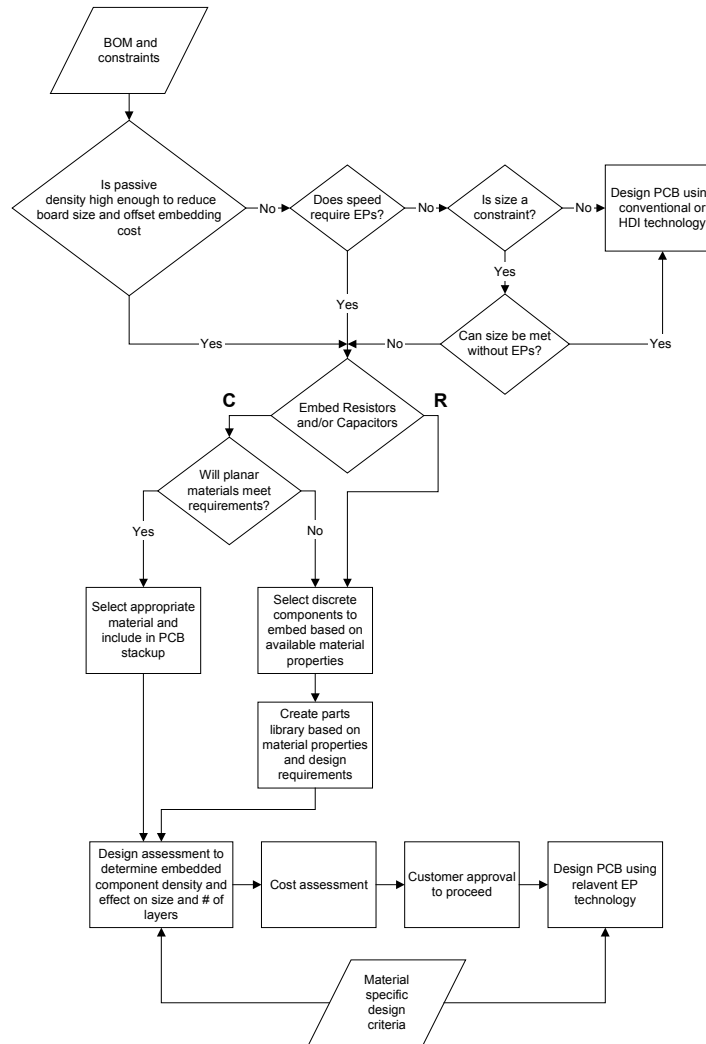 BOM and
constraints
Is passive
density high enough to reduce
board size and offset embedding
cost
No
Does speed
require EPs?
No
Is size a
constraint?
No
Design PCB using
conventional or
HDI technology
Yes
Yes
Yes
No
Can size be met
without EPs?
Yes
C
Embed Resistors
and/or Capacitors
R
Will planar
materials meet
requirements?
Yes
No
Select appropriate
material and
include in PCB
stackup
Select discrete
components to
embed based on
available material
properties
Create parts
library based on
material properties
and design
requirements
Design assessment to
determine embedded
component density and
effect on size and # of
layers
Cost assessment
Customer approval
to proceed
Design PCB using
relavent EP
technology
Material
specific
design
criteria